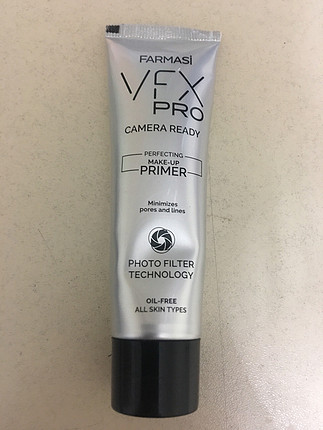 FARMASİ
VFX
PRO
CAMERA READY
PERFECTING
MAKE-UP
PRIMER
Minimizes
pores and lines
PHOTO FILTER
TECHNOLOGY
OIL-FREE
ALL SKIN TYPES